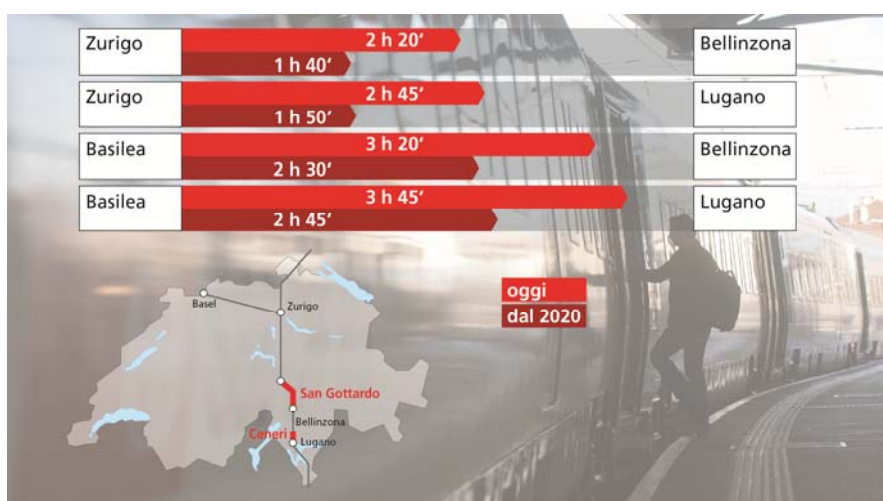 Zurigo 2 h 20‘ Bellinzona
1 h 40‘
Zurigo 2 h 45‘ Lugano
1 h 50‘
Basilea 3 h 20‘ Bellinzona
2 h 30‘
Basilea 3 h 45‘ Lugano
2 h 45‘
oggi
dal 2020
Basel
Zurigo
San Gottardo
Bellinzona
Ceneri
Lugano